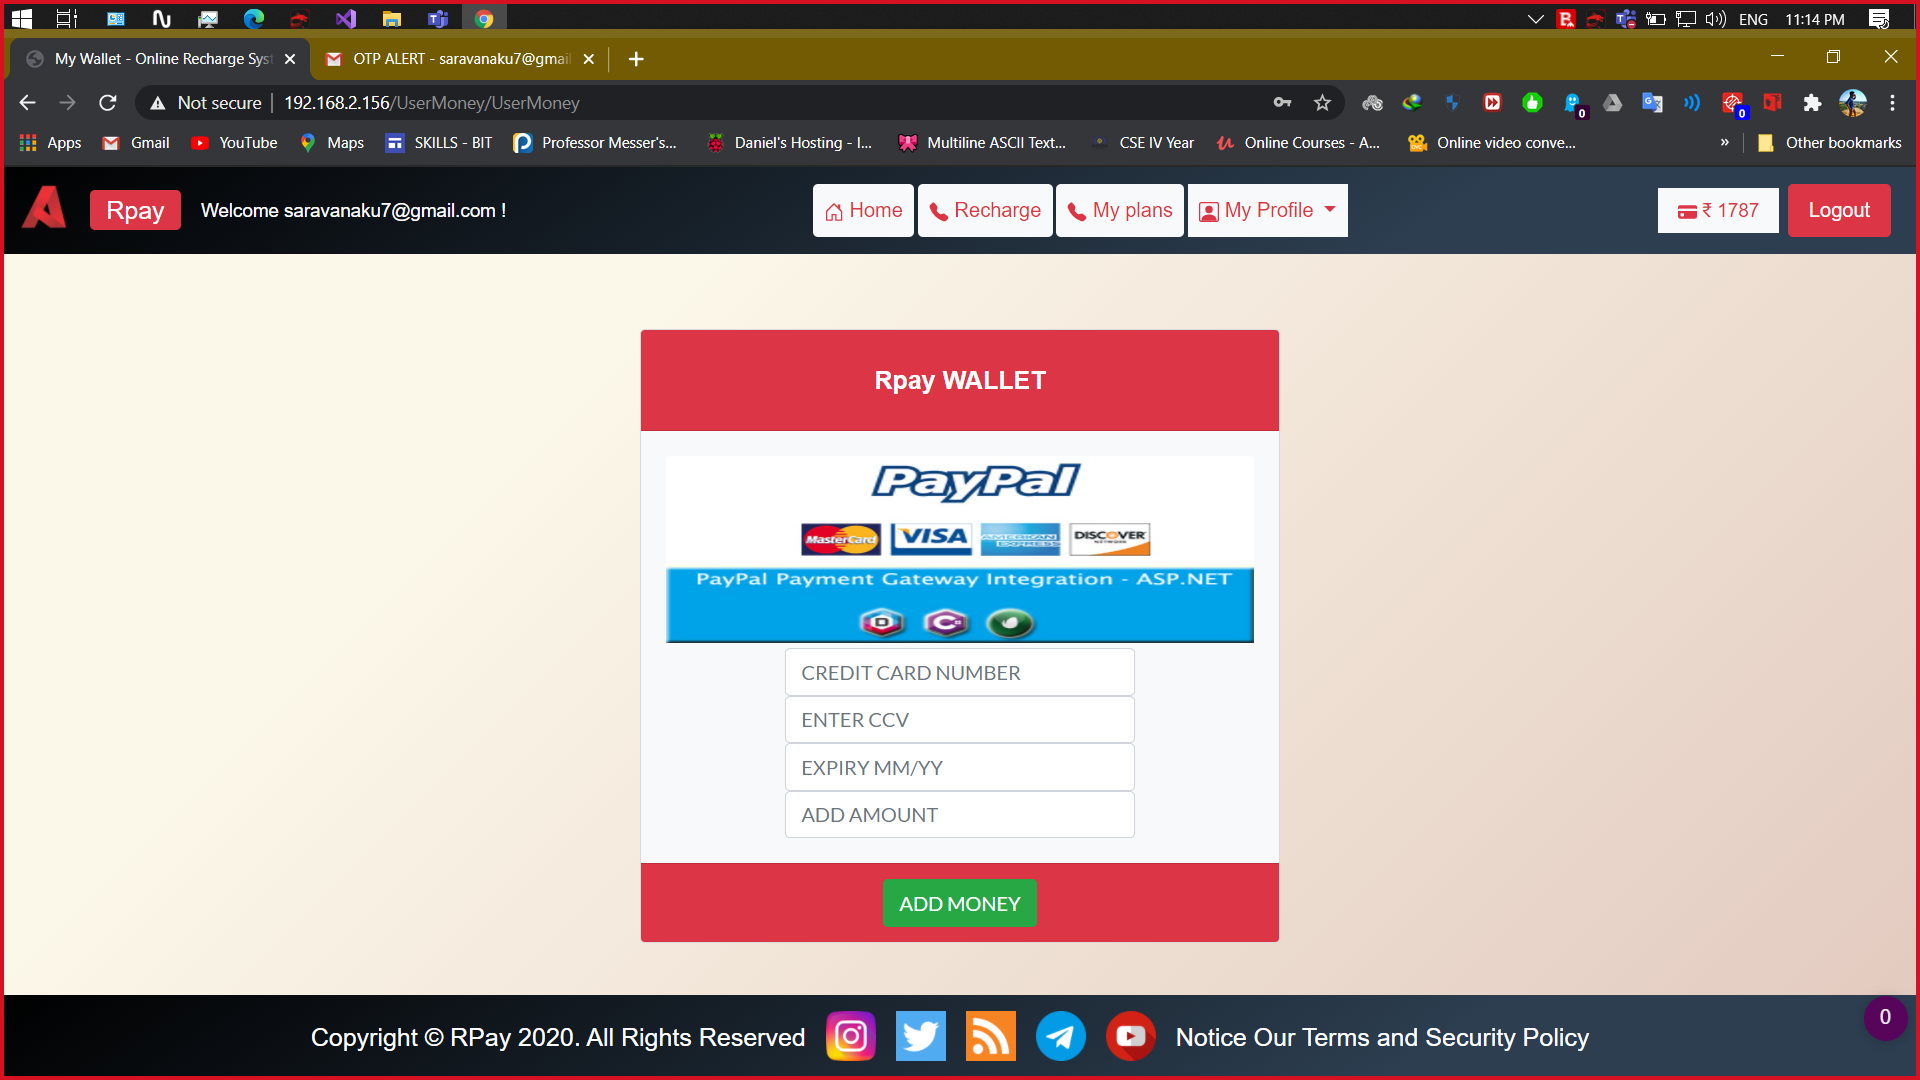 ENG 11:14 PM
My Wallet - Online Recharge Syst
OTP ALERT - saravanaku7@gmail
Not secure
192.168.2.156/UserMoney/UserMoney
0
0
Apps Gmail YouTube Maps SKILLS - BIT Professor Messer's... Daniel's Hosting - I... Multiline ASCII Text... CSE IV Year Online Courses - A... Online video conve... » Other bookmarks
Rpay Welcome saravanaku7@gmail.com ! Home Recharge My plans My Profile ₹ 1787 Logout
Rpay WALLET
PayPal
MasterCard VISA AMERICAN EXPRESS DISCOVER NETWORK
PayPal Payment Gateway Integration - ASP.NET
CREDIT CARD NUMBER
ENTER CCV
EXPIRY MM/YY
ADD AMOUNT
ADD MONEY
0
Copyright © RPay 2020. All Rights Reserved Notice Our Terms and Security Policy